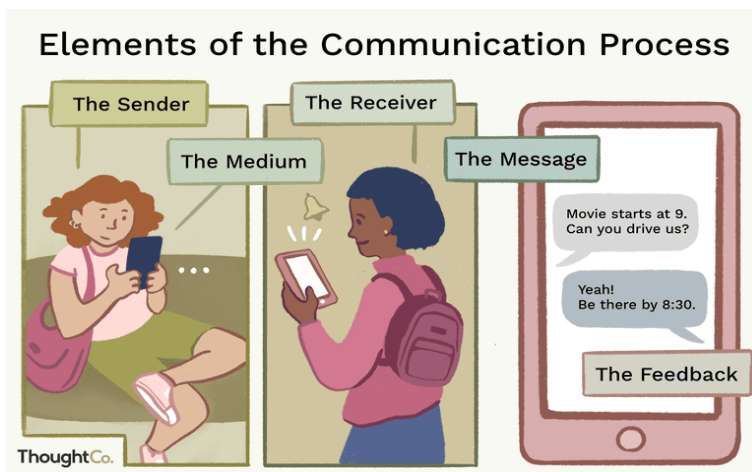 Elements of the Communication Process
The Sender
The Medium
The Receiver
The Message
Movie starts at 9.
Can you drive us?
Yeah!
Be there by 8:30.
The Feedback
ThoughtCo.